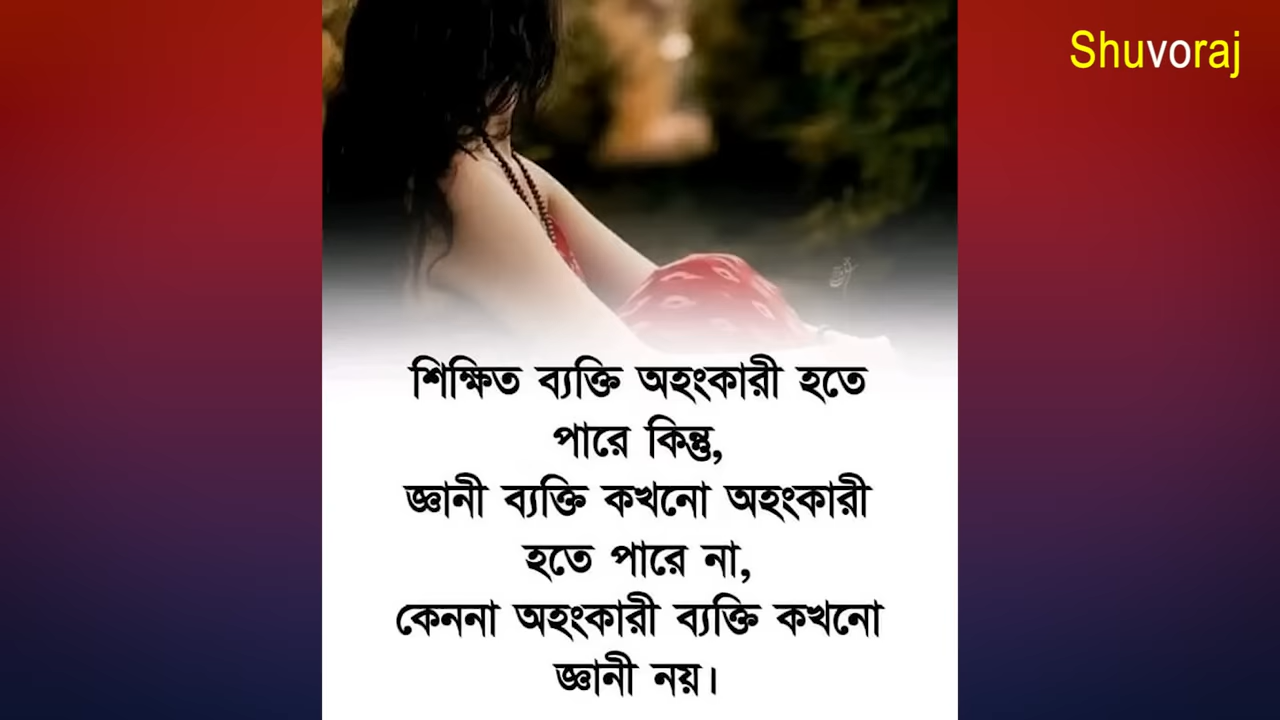 Shuvoraj
শিক্ষিত ব্যক্তি অহংকারী হতে
পারে কিন্তু,
জ্ঞানী ব্যক্তি কখনো অহংকারী
হতে পারে না,
কেননা অহংকারী ব্যক্তি কখনো
জ্ঞানী নয়।